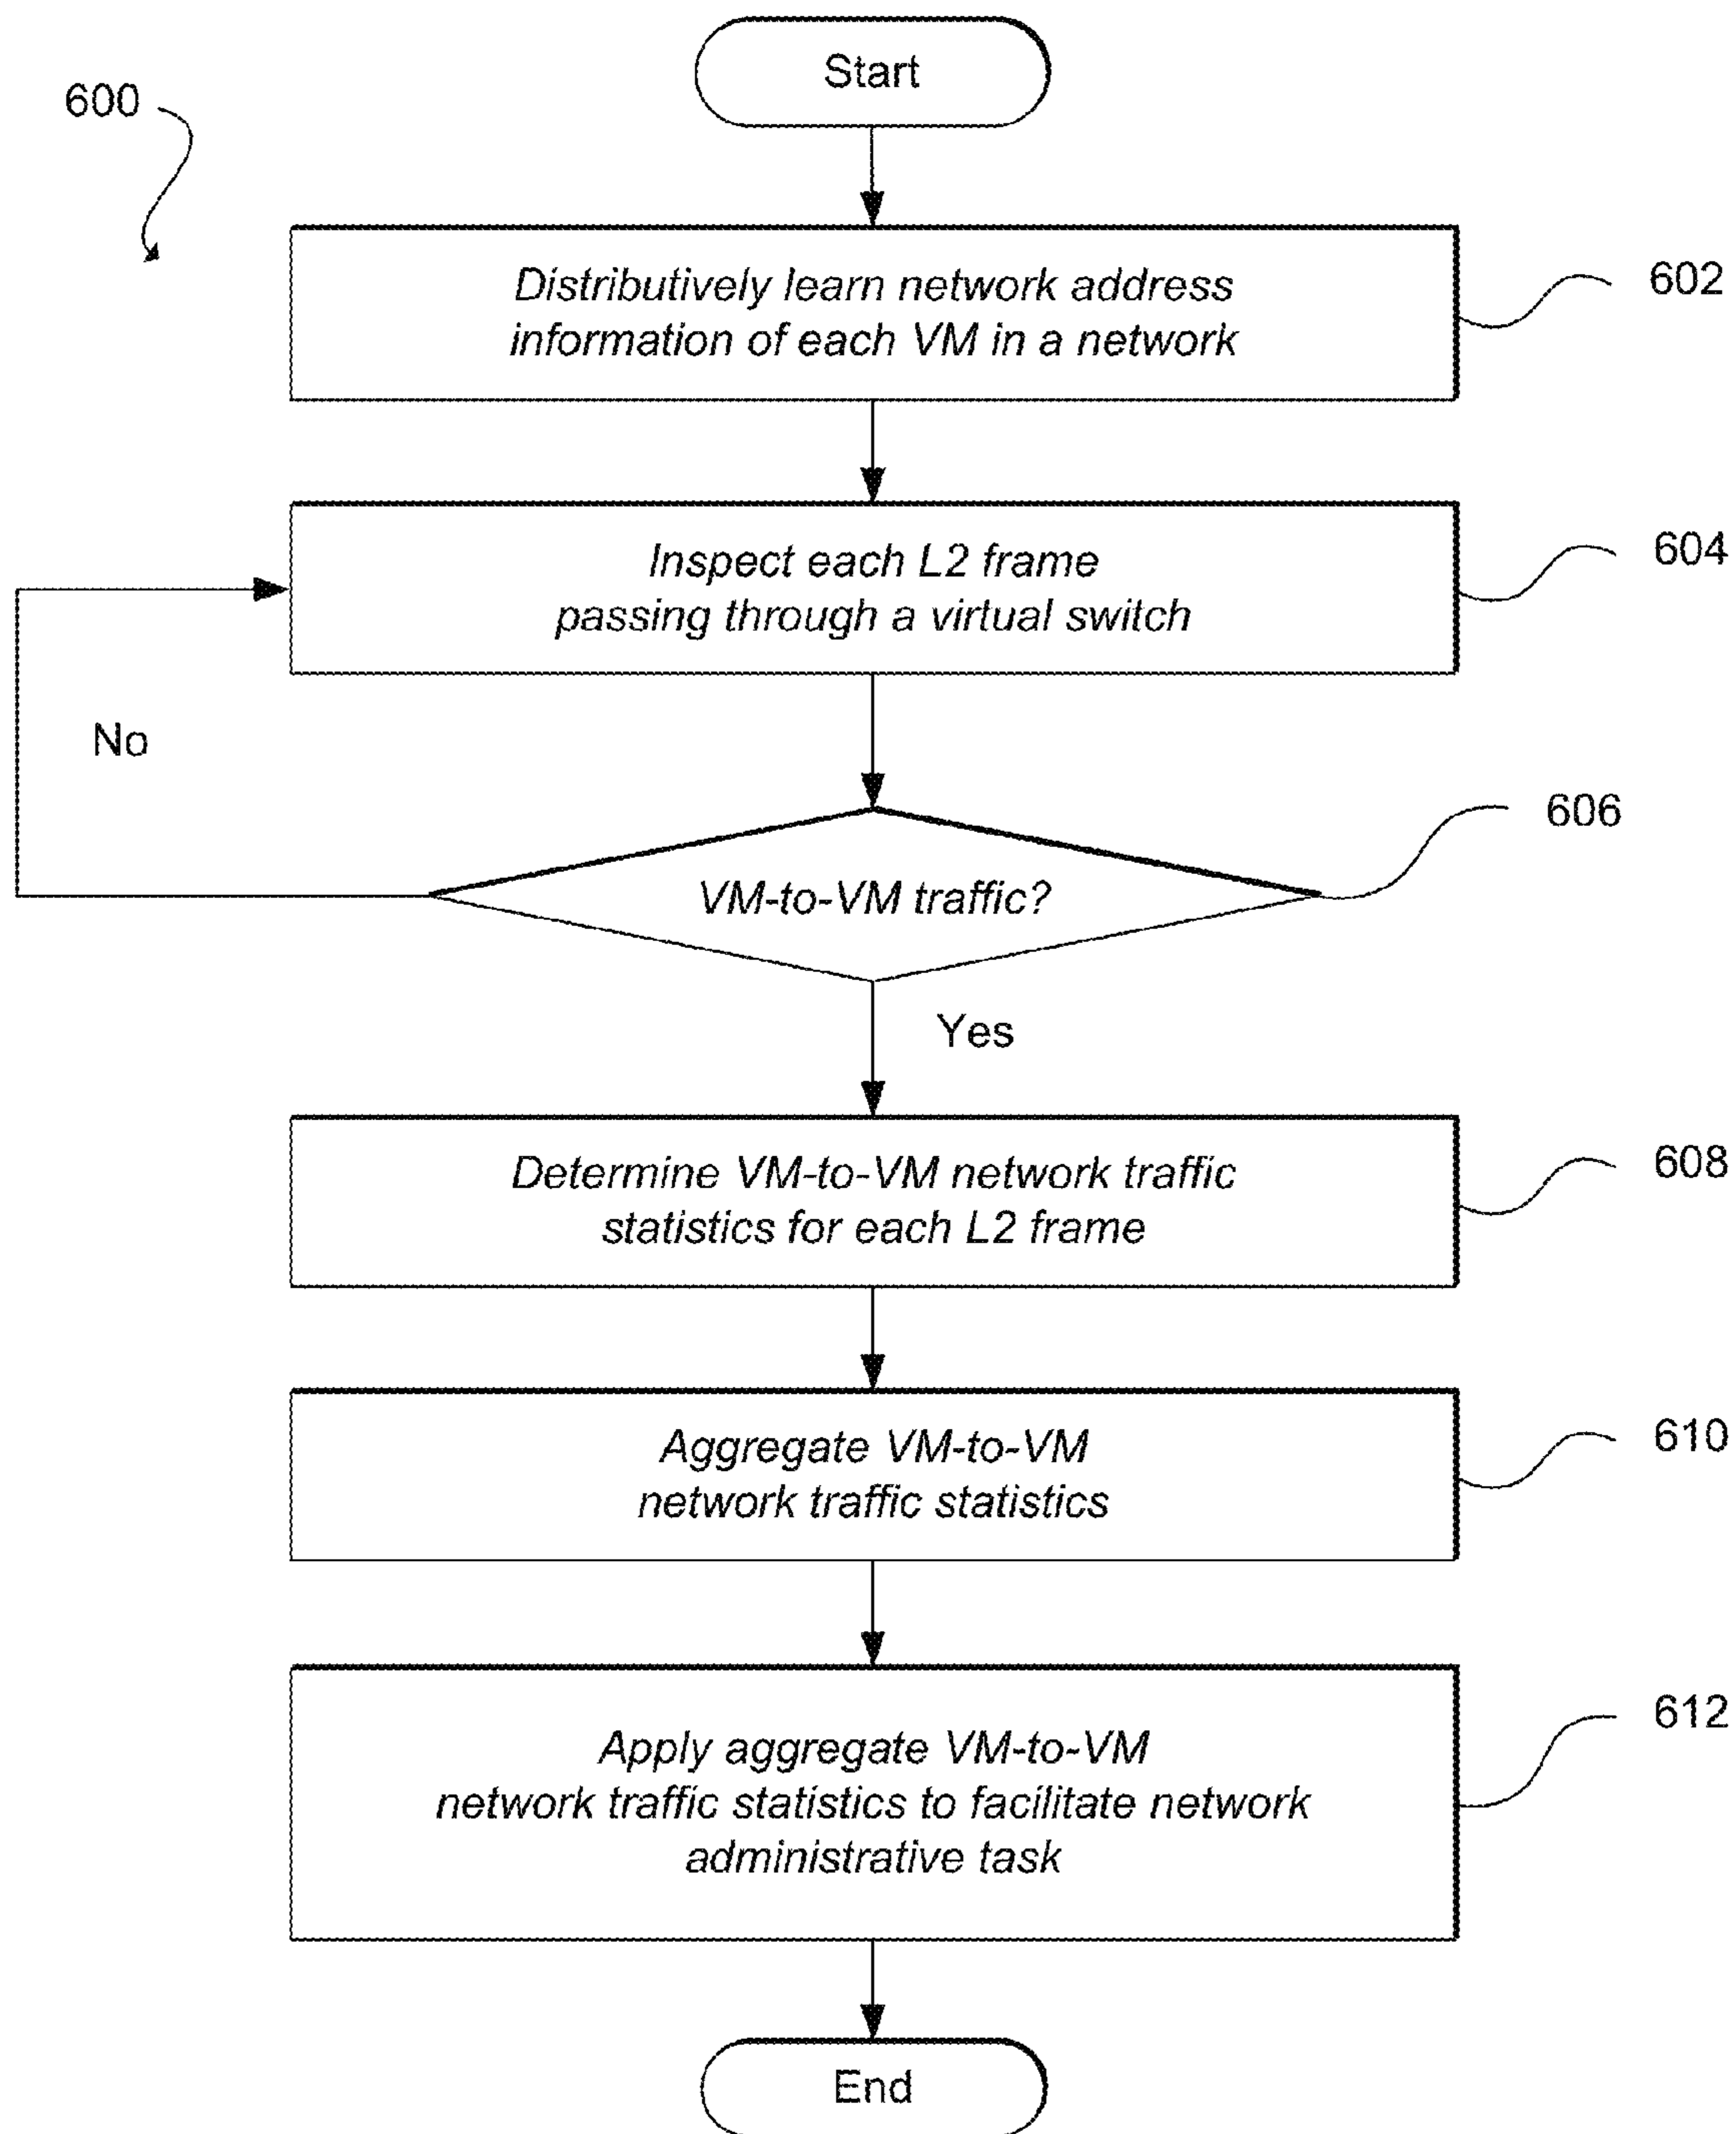 Start
600
Distributively learn network address
information of each VM in a network
602
Inspect each L2 frame
passing through a virtual switch
604
No
VM-to-VM traffic?
606
Yes
Determine VM-to-VM network traffic
statistics for each L2 frame
608
Aggregate VM-to-VM
network traffic statistics
610
Apply aggregate VM-to-VM
network traffic statistics to facilitate network
administrative task
612
End